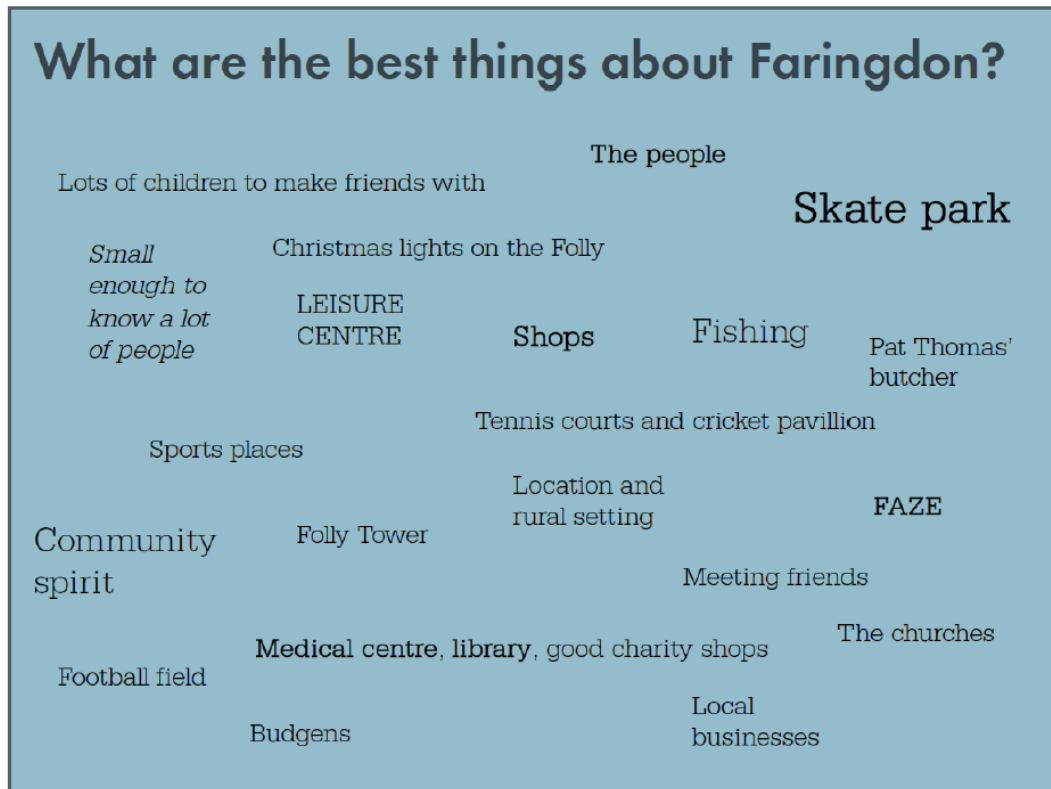 What are the best things about Faringdon?
The people
Lots of children to make friends with
Skate park
Small
enough to
know a lot
of people
Christmas lights on the Folly
LEISURE
CENTRE
Shops
Fishing
Pat Thomas'
butcher
Tennis courts and cricket pavillion
Sports places
Location and
rural setting
FAZE
Community
spirit
Folly Tower
Meeting friends
The churches
Medical centre, library, good charity shops
Football field
Local
businesses
Budgens